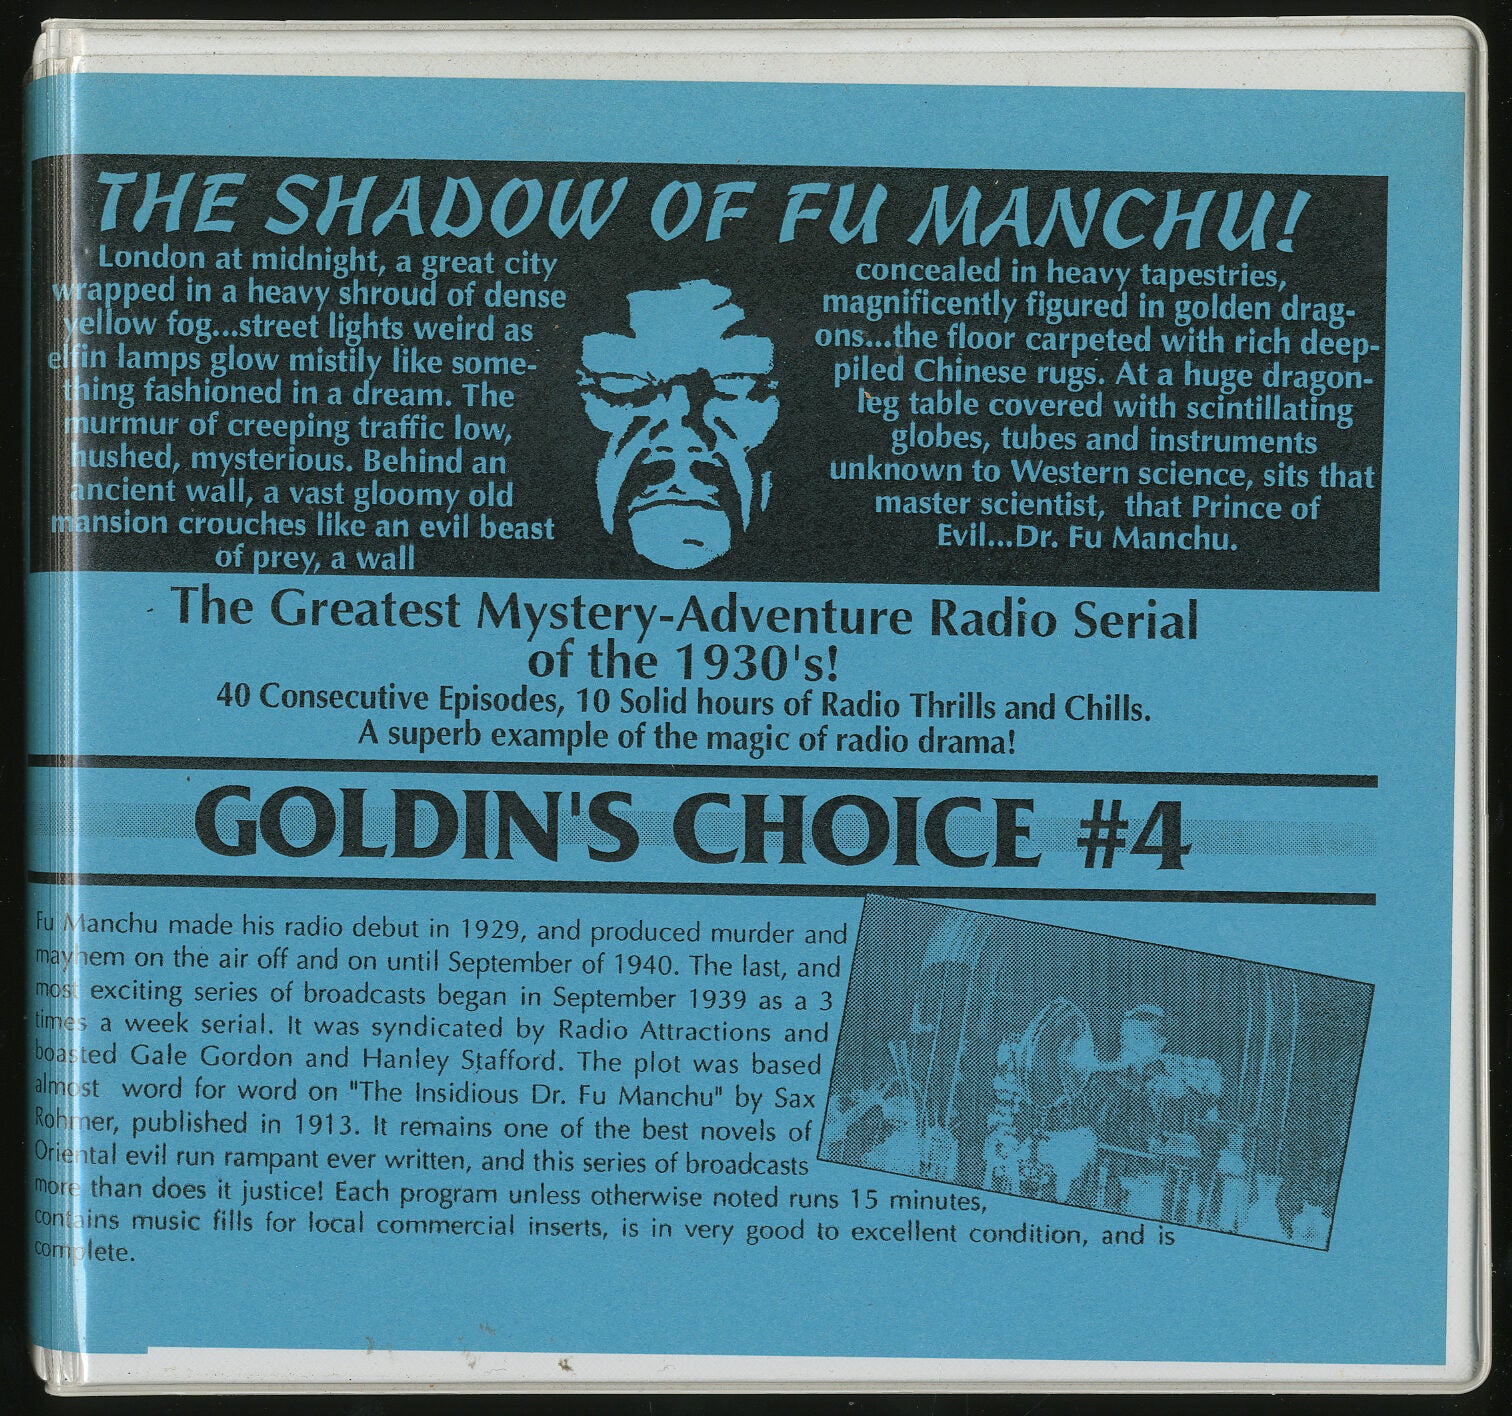 THE SHADOW OF FU MANCHU!
London at midnight, a great city
wrapped in a heavy shroud of dense
yellow fog...street lights weird as
elfin lamps glow mistily like some-
thing fashioned in a dream. The
murmur of creeping traffic low,
hushed, mysterious. Behind an
ancient wall, a vast gloomy old
mansion crouches like an evil beast
of prey, a wall
concealed in heavy tapestries,
magnificently figured in golden drag-
ons...the floor carpeted with rich deep-
piled Chinese rugs. At a huge dragon-
leg table covered with scintillating
globes, tubes and instruments
unknown to Western science, sits that
master scientist, that Prince of
Evil...Dr. Fu Manchu.
The Greatest Mystery-Adventure Radio Serial
of the 1930's!
40 Consecutive Episodes, 10 Solid hours of Radio Thrills and Chills.
A superb example of the magic of radio drama!
GOLDIN'S CHOICE #4
Fu Manchu made his radio debut in 1929, and produced murder and
mayhem on the air off and on until September of 1940. The last, and
most exciting series of broadcasts began in September 1939 as a 3
times a week serial. It was syndicated by Radio Attractions and
boasted Gale Gordon and Hanley Stafford. The plot was based
almost word for word on "The Insidious Dr. Fu Manchu" by Sax
Rohmer, published in 1913. It remains one of the best novels of
Oriental evil run rampant ever written, and this series of broadcasts
more than does it justice! Each program unless otherwise noted runs 15 minutes,
contains music fills for local commercial inserts, is in very good to excellent condition, and is
complete.